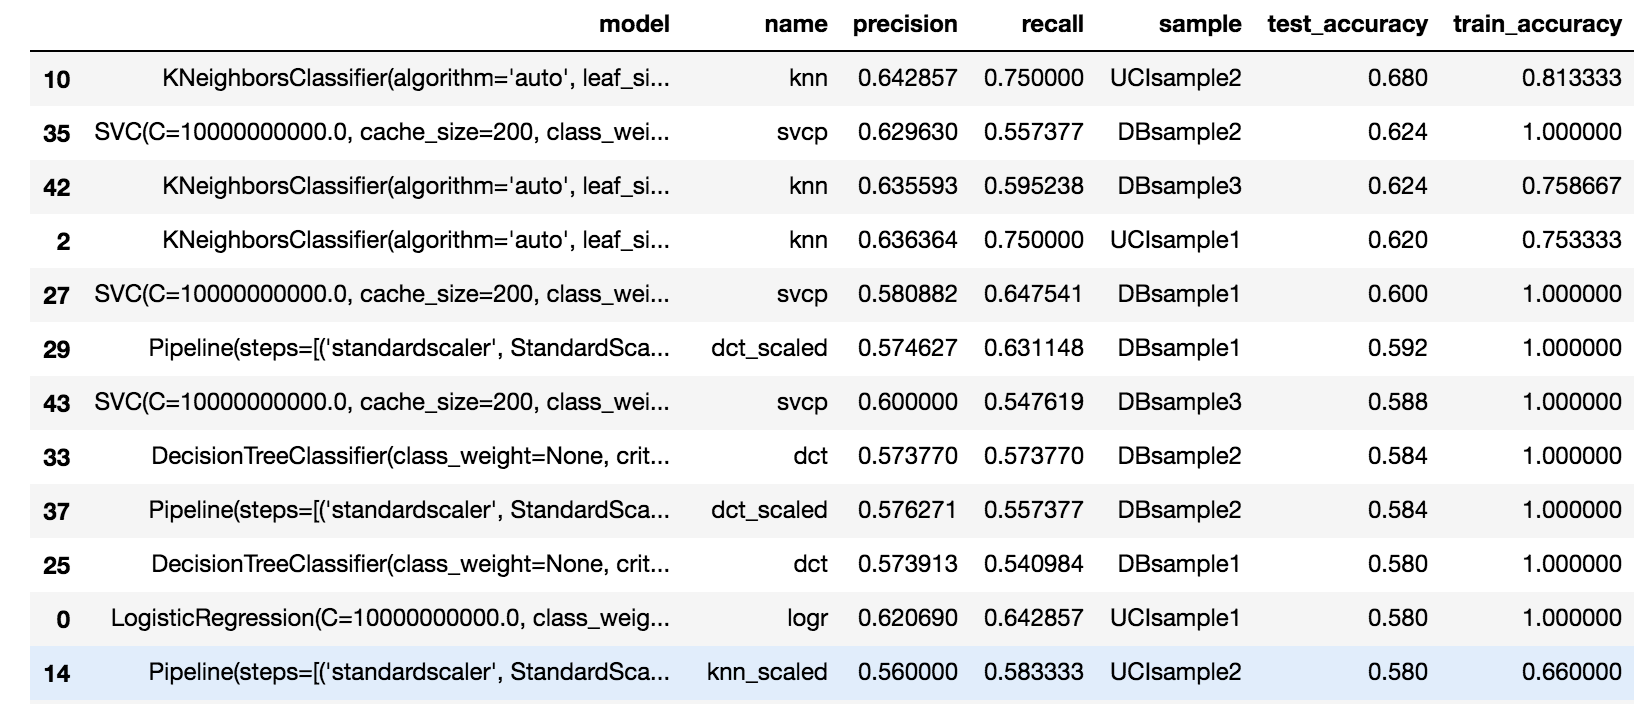 model name precision recall sample test_accuracy train_accuracy
10 KNeighborsClassifier(algorithm='auto', leaf_si... knn 0.642857 0.750000 UCIsample2 0.680 0.813333
35 SVC(C=10000000000.0, cache_size=200, class_wei... svcp 0.629630 0.557377 DBsample2 0.624 1.000000
42 KNeighborsClassifier(algorithm='auto', leaf_si... knn 0.635593 0.595238 DBsample3 0.624 0.758667
2 KNeighborsClassifier(algorithm='auto', leaf_si... knn 0.636364 0.750000 UCIsample1 0.620 0.753333
27 SVC(C=10000000000.0, cache_size=200, class_wei... svcp 0.580882 0.647541 DBsample1 0.600 1.000000
29 Pipeline(steps=[('standardscaler', StandardSca... dct_scaled 0.574627 0.631148 DBsample1 0.592 1.000000
43 SVC(C=10000000000.0, cache_size=200, class_wei... svcp 0.600000 0.547619 DBsample3 0.588 1.000000
33 DecisionTreeClassifier(class_weight=None, crit... dct 0.573770 0.573770 DBsample2 0.584 1.000000
37 Pipeline(steps=[('standardscaler', StandardSca... dct_scaled 0.576271 0.557377 DBsample2 0.584 1.000000
25 DecisionTreeClassifier(class_weight=None, crit... dct 0.573913 0.540984 DBsample1 0.580 1.000000
0 LogisticRegression(C=10000000000.0, class_weig... logr 0.620690 0.642857 UCIsample1 0.580 1.000000
14 Pipeline(steps=[('standardscaler', StandardSca... knn_scaled 0.560000 0.583333 UCIsample2 0.580 0.660000